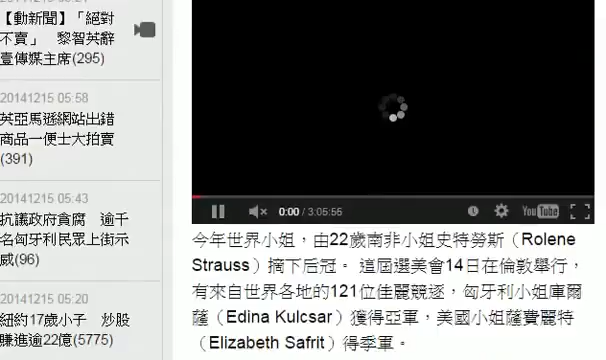 【動新聞】「絕對
不賣」　黎智英辭
壹傳媒主席(295)
20141215 05:58
英亞馬遜網站出錯
商品一便士大拍賣
(391)
20141215 05:43
抗議政府貪腐　逾千
名匈牙利民眾上街示
威(96)
20141215 05:20
紐約17歲小子　炒股
賺進逾22億(5775)
0:00 / 3:05:55
YouTube
今年世界小姐，由22歲南非小姐史特勞斯（Rolene
Strauss）摘下后冠。 這屆選美會14日在倫敦舉行，
有來自世界各地的121位佳麗競逐，匈牙利小姐庫爾
薩（Edina Kulcsar）獲得亞軍，美國小姐薩費麗特
（Elizabeth Safrit）得季軍。